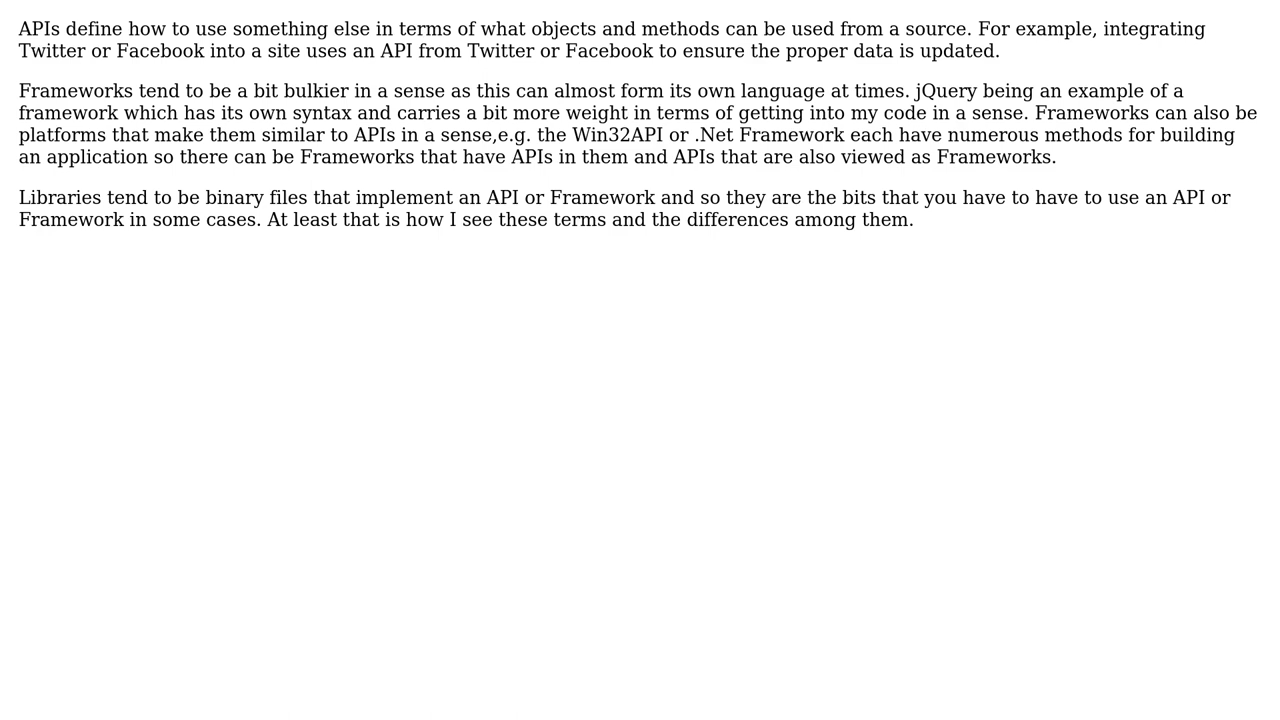 APIs define how to use something else in terms of what objects and methods can be used from a source. For example, integrating
Twitter or Facebook into a site uses an API from Twitter or Facebook to ensure the proper data is updated.
Frameworks tend to be a bit bulkier in a sense as this can almost form its own language at times. jQuery being an example of a
framework which has its own syntax and carries a bit more weight in terms of getting into my code in a sense. Frameworks can also be
platforms that make them similar to APIs in a sense,e.g. the Win32API or .Net Framework each have numerous methods for building
an application so there can be Frameworks that have APIs in them and APIs that are also viewed as Frameworks.
Libraries tend to be binary files that implement an API or Framework and so they are the bits that you have to have to use an API or
Framework in some cases. At least that is how I see these terms and the differences among them.